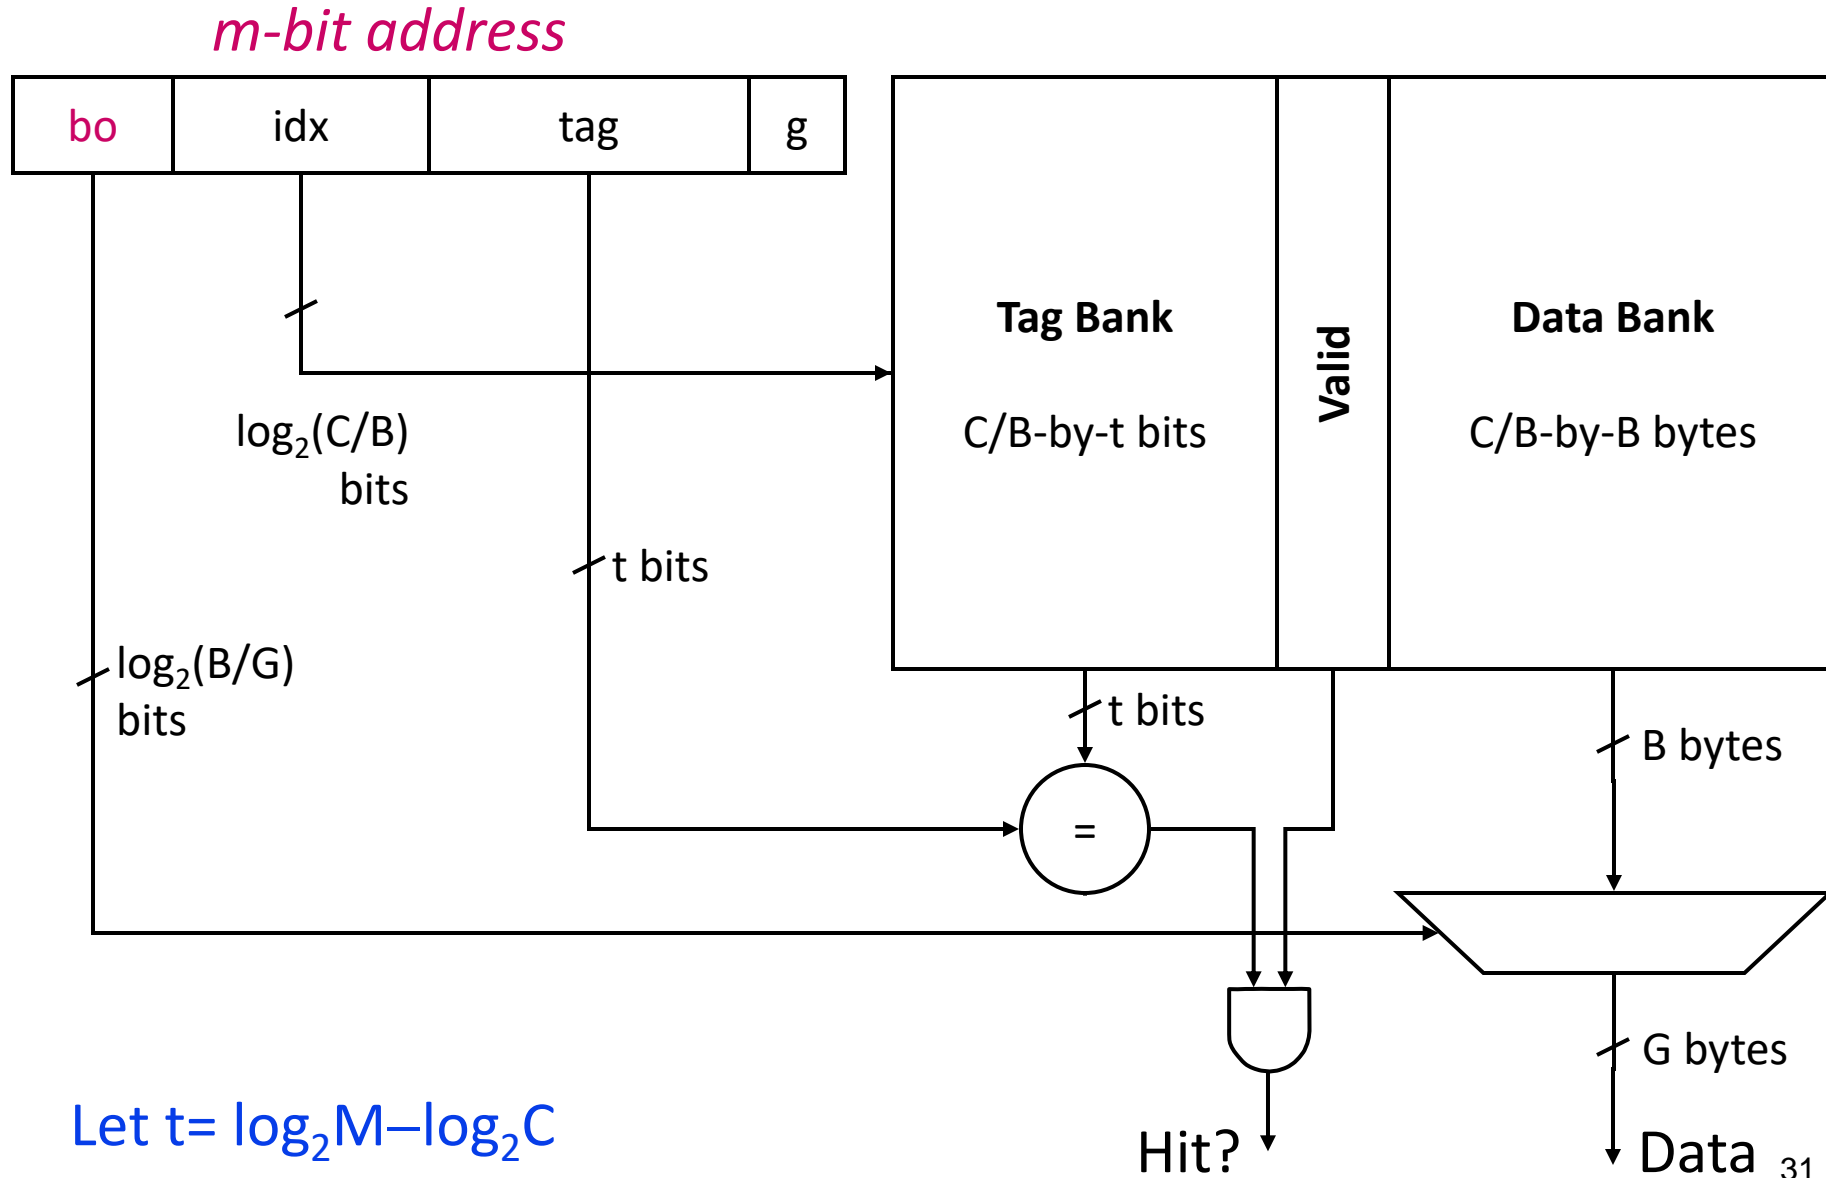 m-bit address
bo idx tag g
Tag Bank
Valid
Data Bank
C/B-by-t bits
C/B-by-B bytes
log₂(C/B)
bits
t bits
log₂(B/G)
bits
t bits
B bytes
=
G bytes
Let t= log₂M–log₂C
Hit?
Data
31